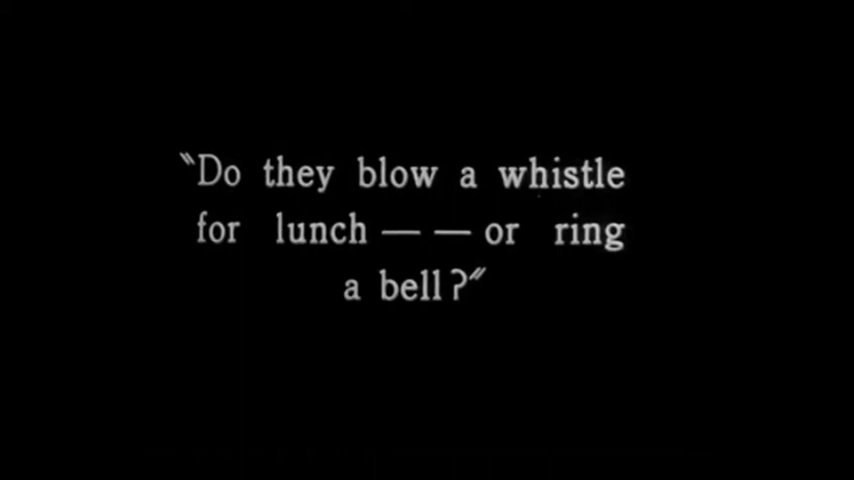 "Do they blow a whistle
for lunch — — or ring
a bell?"